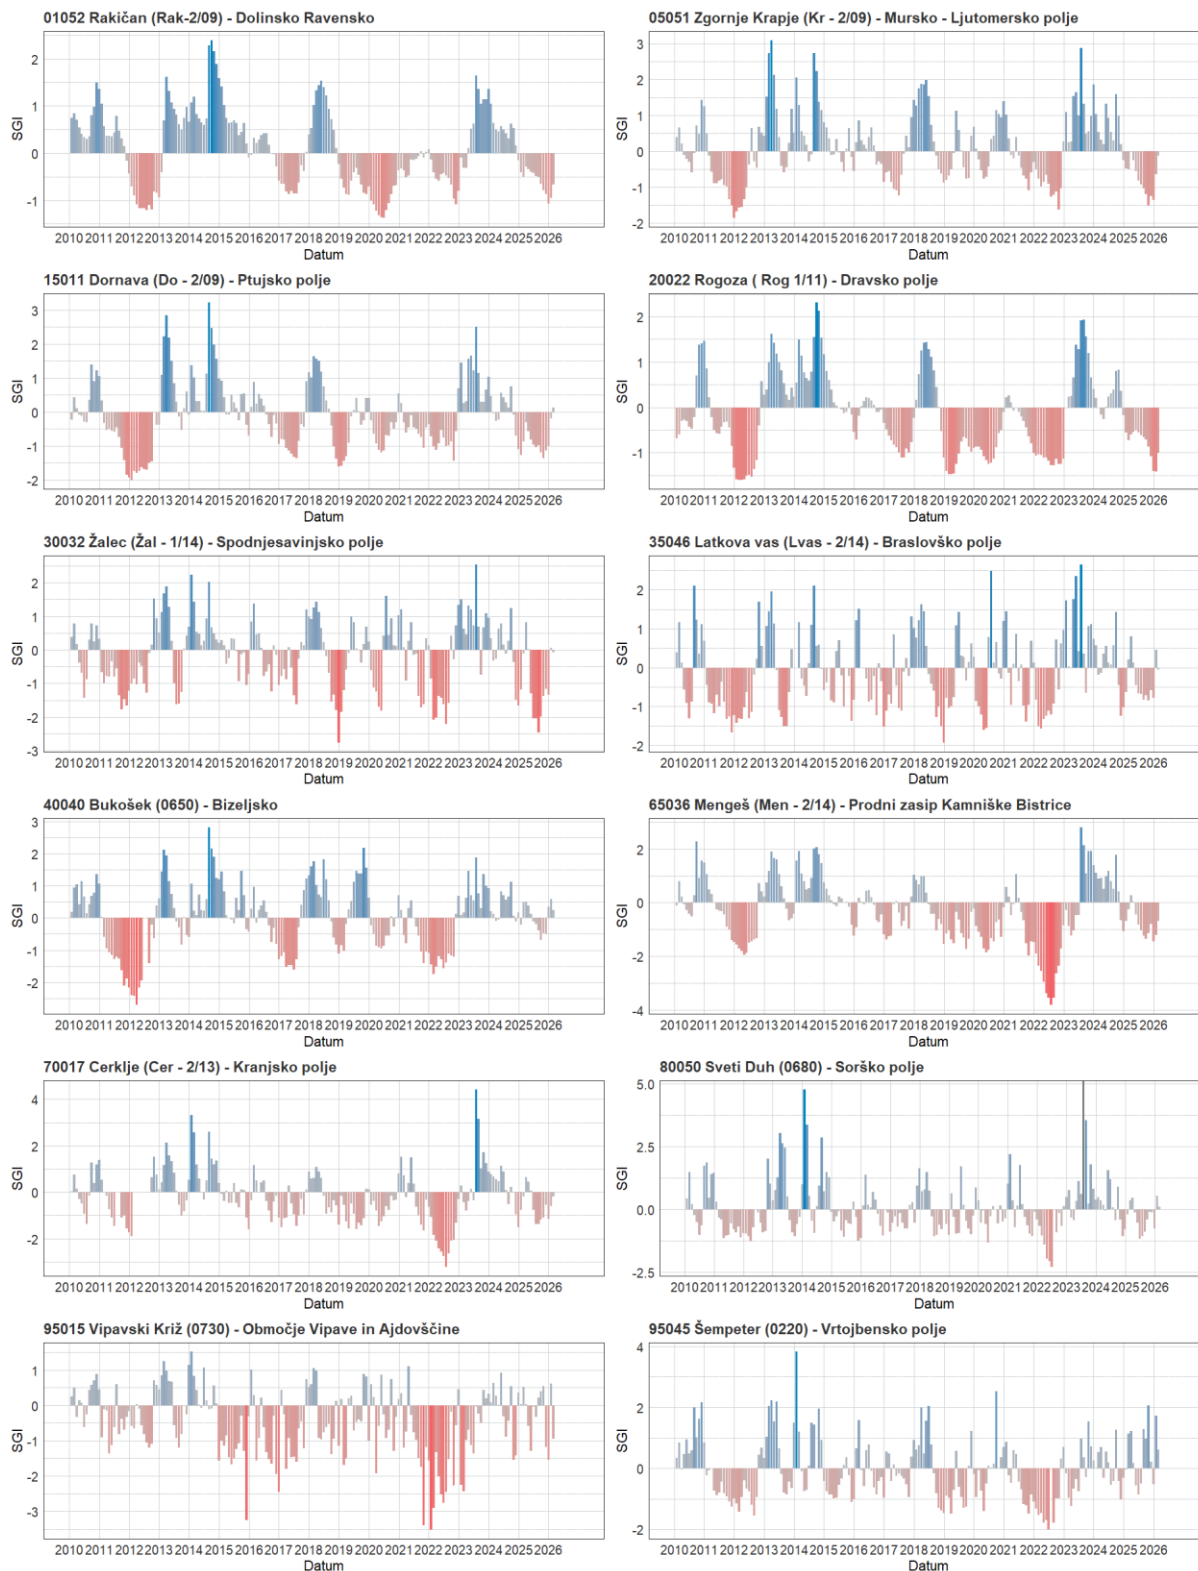 01052 Rakičan (Rak-2/09) - Dolinsko Ravensko
2
1
0
-1
SGI
2010 2011 2012 2013 2014 2015 2016 2017 2018 2019 2020 2021 2022 2023 2024 2025 2026
Datum
05051 Zgornje Krapje (Kr - 2/09) - Mursko - Ljutomersko polje
3
2
1
0
-1
-2
SGI
2010 2011 2012 2013 2014 2015 2016 2017 2018 2019 2020 2021 2022 2023 2024 2025 2026
Datum
15011 Dornava (Do - 2/09) - Ptujsko polje
3
2
1
0
-1
-2
SGI
2010 2011 2012 2013 2014 2015 2016 2017 2018 2019 2020 2021 2022 2023 2024 2025 2026
Datum
20022 Rogoza ( Rog 1/11) - Dravsko polje
2
1
0
-1
SGI
2010 2011 2012 2013 2014 2015 2016 2017 2018 2019 2020 2021 2022 2023 2024 2025 2026
Datum
30032 Žalec (Žal - 1/14) - Spodnjesavinjsko polje
2
1
0
-1
-2
-3
SGI
2010 2011 2012 2013 2014 2015 2016 2017 2018 2019 2020 2021 2022 2023 2024 2025 2026
Datum
35046 Latkova vas (Lvas - 2/14) - Braslovško polje
2
1
0
-1
-2
SGI
2010 2011 2012 2013 2014 2015 2016 2017 2018 2019 2020 2021 2022 2023 2024 2025 2026
Datum
40040 Bukošek (0650) - Bizeljsko
3
2
1
0
-1
-2
SGI
2010 2011 2012 2013 2014 2015 2016 2017 2018 2019 2020 2021 2022 2023 2024 2025 2026
Datum
65036 Mengeš (Men - 2/14) - Prodni zasip Kamniške Bistrice
2
0
-2
-4
SGI
2010 2011 2012 2013 2014 2015 2016 2017 2018 2019 2020 2021 2022 2023 2024 2025 2026
Datum
70017 Cerklje (Cer - 2/13) - Kranjsko polje
4
2
0
-2
SGI
2010 2011 2012 2013 2014 2015 2016 2017 2018 2019 2020 2021 2022 2023 2024 2025 2026
Datum
80050 Sveti Duh (0680) - Sorško polje
5.0
2.5
0.0
-2.5
SGI
2010 2011 2012 2013 2014 2015 2016 2017 2018 2019 2020 2021 2022 2023 2024 2025 2026
Datum
95015 Vipavski Križ (0730) - Območje Vipave in Ajdovščine
1
0
-1
-2
-3
SGI
2010 2011 2012 2013 2014 2015 2016 2017 2018 2019 2020 2021 2022 2023 2024 2025 2026
Datum
95045 Šempeter (0220) - Vrtojbensko polje
4
2
0
-2
SGI
2010 2011 2012 2013 2014 2015 2016 2017 2018 2019 2020 2021 2022 2023 2024 2025 2026
Datum